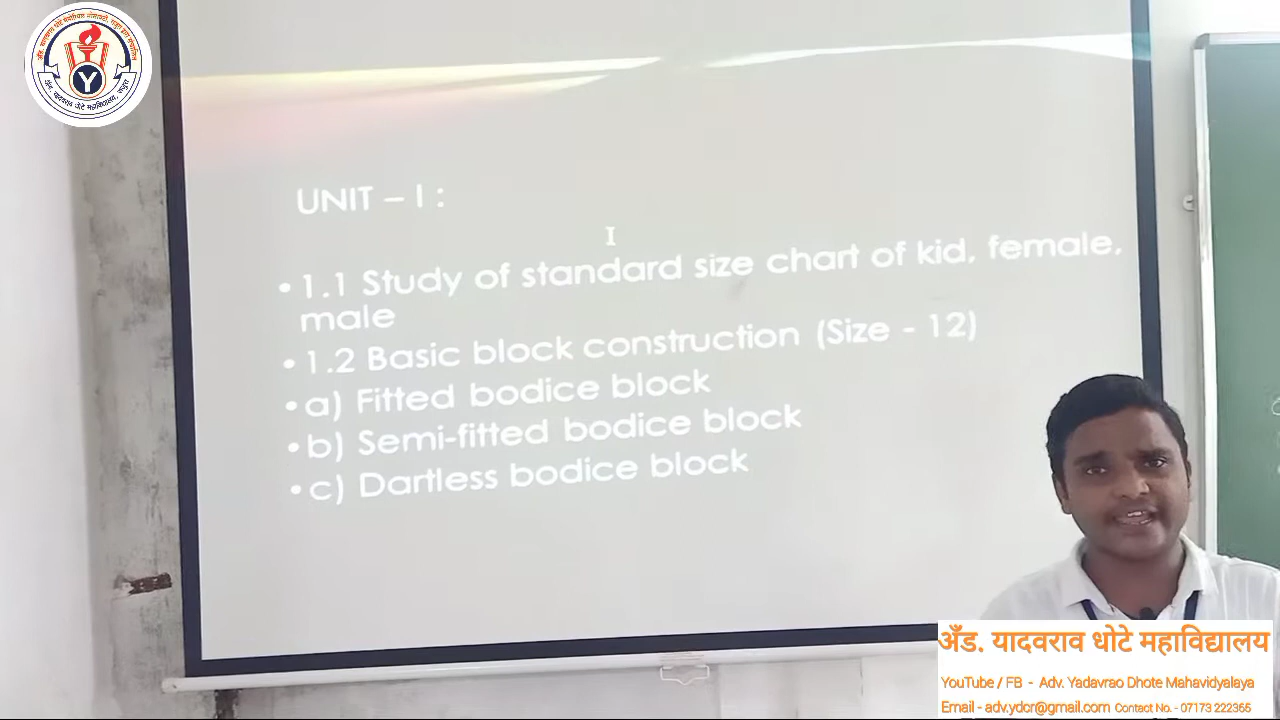 Y
UNIT – I :
• 1.1 Study of standard size chart of kid, female,
male
• 1.2 Basic block construction (Size - 12)
• a) Fitted bodice block
• b) Semi-fitted bodice block
• c) Dartless bodice block
अँड. यादवराव धोटे महाविद्यालय
YouTube / FB - Adv. Yadavrao Dhote Mahavidyalaya
Email - adv.ydcr@gmail.com Contact No. - 07173 222365